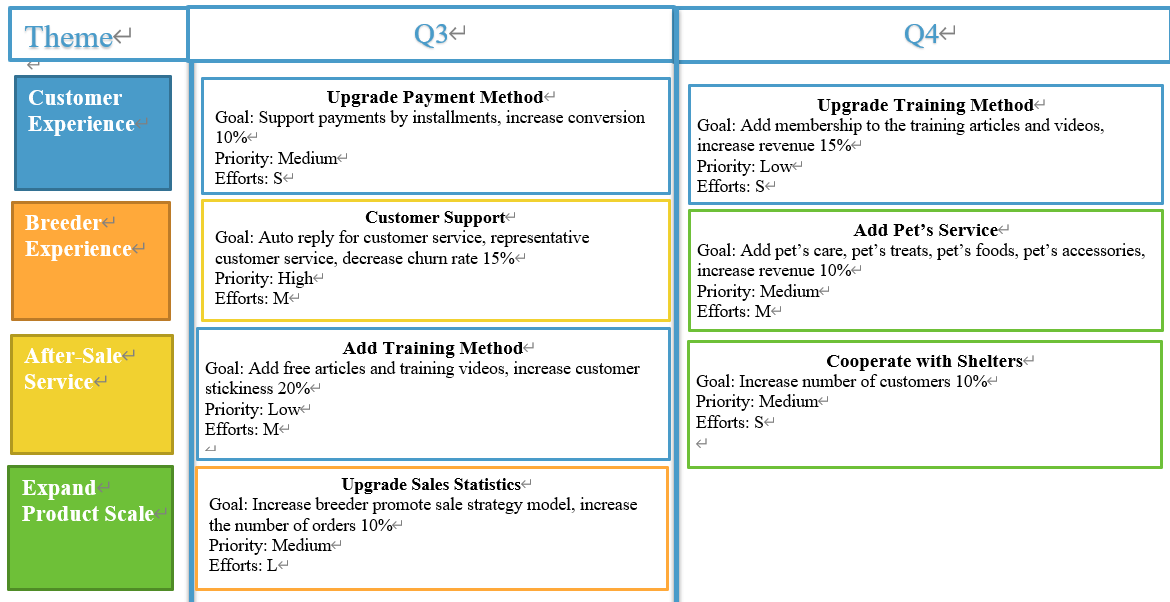 Theme
Q3
Q4
Customer
Experience
Upgrade Payment Method
Goal: Support payments by installments, increase conversion
10%
Priority: Medium
Efforts: S
Upgrade Training Method
Goal: Add membership to the training articles and videos,
increase revenue 15%
Priority: Low
Efforts: S
Breeder
Experience
Customer Support
Goal: Auto reply for customer service, representative
customer service, decrease churn rate 15%
Priority: High
Efforts: M
Add Pet’s Service
Goal: Add pet’s care, pet’s treats, pet’s foods, pet’s accessories,
increase revenue 10%
Priority: Medium
Efforts: M
After-Sale
Service
Add Training Method
Goal: Add free articles and training videos, increase customer
stickiness 20%
Priority: Low
Efforts: M
Cooperate with Shelters
Goal: Increase number of customers 10%
Priority: Medium
Efforts: S
Expand
Product Scale
Upgrade Sales Statistics
Goal: Increase breeder promote sale strategy model, increase
the number of orders 10%
Priority: Medium
Efforts: L